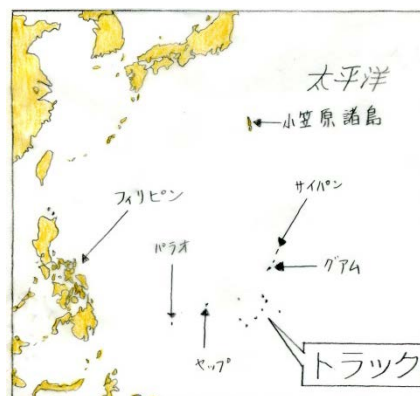 太平洋
小笠原諸島
サイパン
フィリピン
パラオ
グアム
ヤップ
トラック